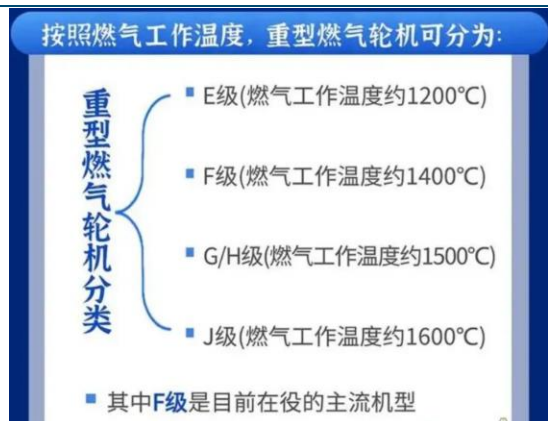 按照燃气工作温度，重型燃气轮机可分为：
重型燃气轮机分类
E级(燃气工作温度约1200℃)
F级(燃气工作温度约1400℃)
G/H级(燃气工作温度约1500℃)
J级(燃气工作温度约1600℃)
其中F级是目前在役的主流机型